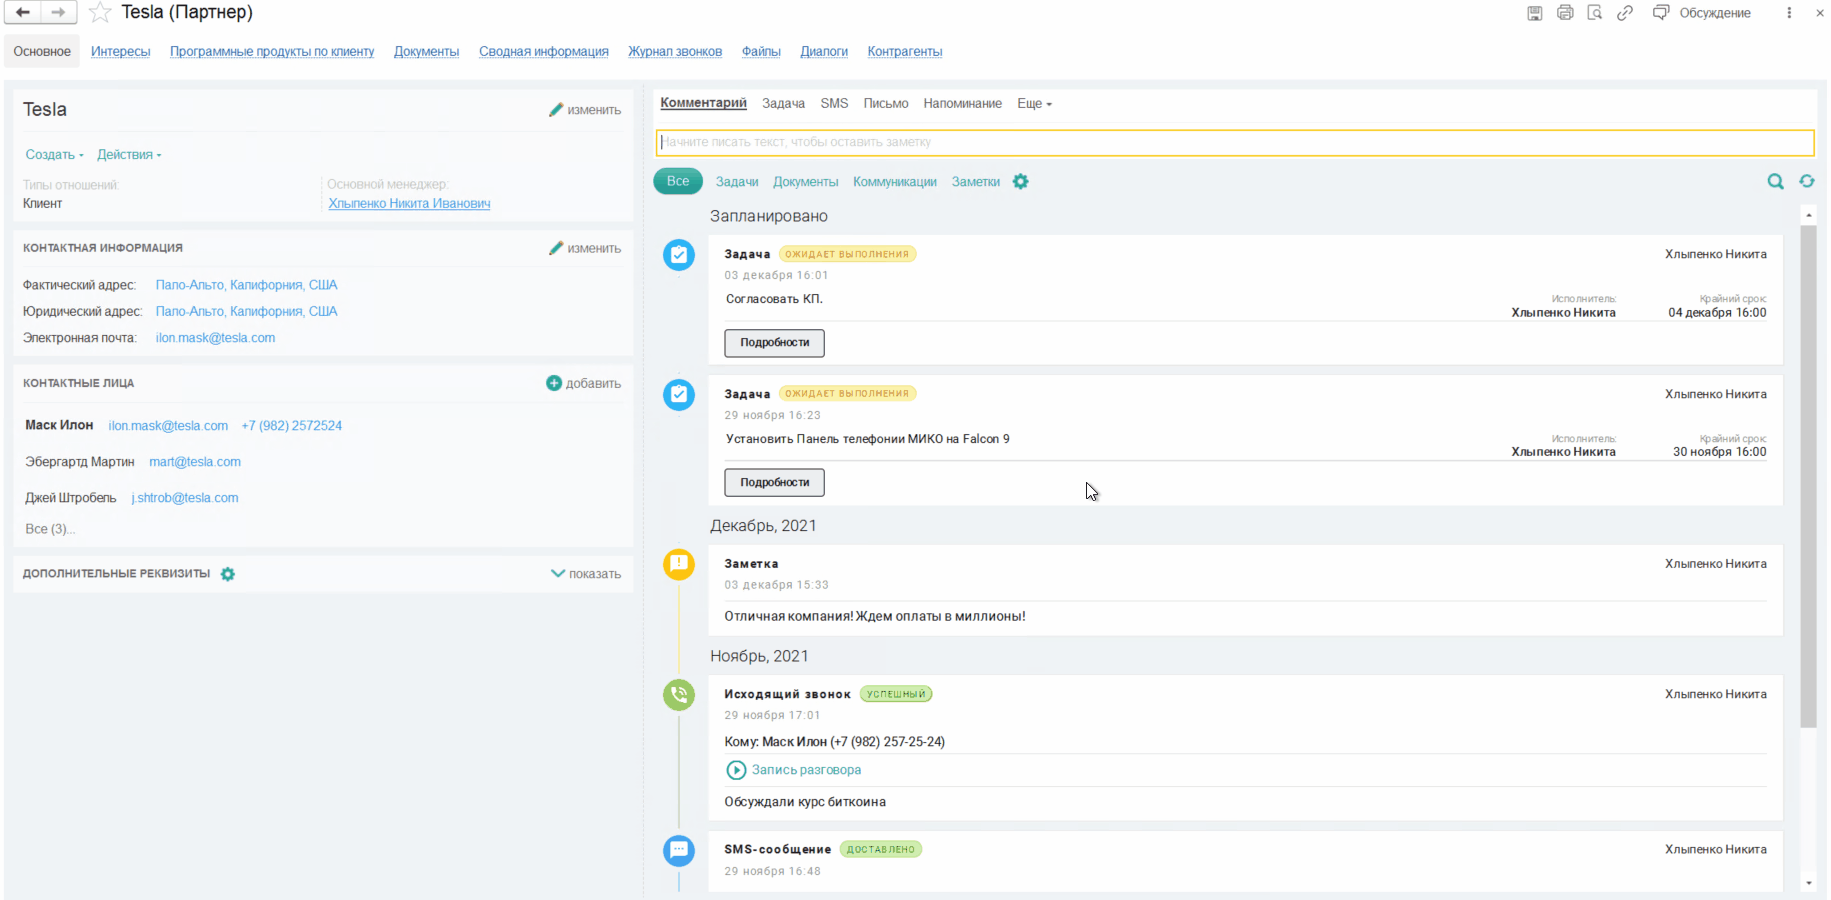 Tesla (Партнер)
Обсуждение
Основное Интересы Программные продукты по клиенту Документы Сводная информация Журнал звонков Файлы Диалоги Контрагенты
Tesla
изменить
Создать Действия
Типы отношений:
Клиент
Основной менеджер:
Хлыпенко Никита Иванович
КОНТАКТНАЯ ИНФОРМАЦИЯ
изменить
Фактический адрес: Пало-Альто, Калифорния, США
Юридический адрес: Пало-Альто, Калифорния, США
Электронная почта: ilon.mask@tesla.com
КОНТАКТНЫЕ ЛИЦА
добавить
Маск Илон ilon.mask@tesla.com +7 (982) 2572524
Эбергартд Мартин mart@tesla.com
Джей Штробель j.shtrob@tesla.com
Все (3)...
ДОПОЛНИТЕЛЬНЫЕ РЕКВИЗИТЫ
показать
Комментарий Задача SMS Письмо Напоминание Еще
Начните писать текст, чтобы оставить заметку
Все Задачи Документы Коммуникации Заметки
Запланировано
Задача ОЖИДАЕТ ВЫПОЛНЕНИЯ Хлыпенко Никита
03 декабря 16:01
Согласовать КП.
Исполнитель: Крайний срок:
Хлыпенко Никита 04 декабря 16:00
Подробности
Задача ОЖИДАЕТ ВЫПОЛНЕНИЯ Хлыпенко Никита
29 ноября 16:23
Установить Панель телефонии МИКО на Falcon 9
Исполнитель: Крайний срок:
Хлыпенко Никита 30 ноября 16:00
Подробности
Декабрь, 2021
Заметка Хлыпенко Никита
03 декабря 15:33
Отличная компания! Ждем оплаты в миллионы!
Ноябрь, 2021
Исходящий звонок УСПЕШНЫЙ Хлыпенко Никита
29 ноября 17:01
Кому: Маск Илон (+7 (982) 257-25-24)
Запись разговора
Обсуждали курс биткоина
SMS-сообщение ДОСТАВЛЕНО Хлыпенко Никита
29 ноября 16:48